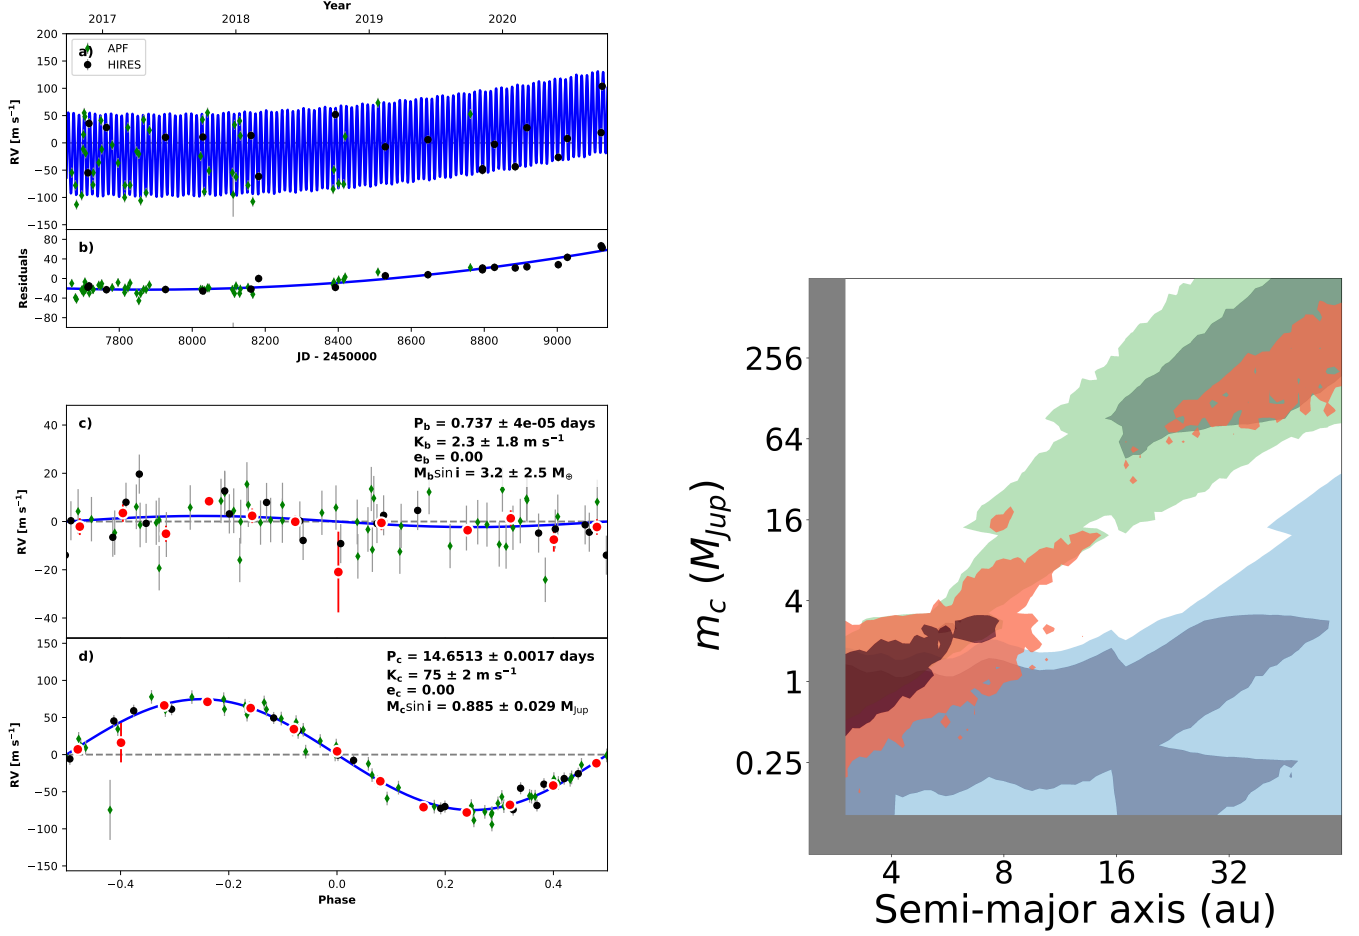 Year
2017 2018 2019 2020
a)
APF
HIRES
200
150
100
50
0
−50
−100
−150
RV [m s⁻¹]
b)
80
40
0
−40
−80
Residuals
7800 8000 8200 8400 8600 8800 9000
JD - 2450000
c)
P_b = 0.737 ± 4e-05 days
K_b = 2.3 ± 1.8 m s⁻¹
e_b = 0.00
M_b sin i = 3.2 ± 2.5 M_⊕
40
20
0
−20
−40
RV [m s⁻¹]
d)
P_c = 14.6513 ± 0.0017 days
K_c = 75 ± 2 m s⁻¹
e_c = 0.00
M_c sin i = 0.885 ± 0.029 M_Jup
150
100
50
0
−50
−100
−150
RV [m s⁻¹]
−0.4 −0.2 0.0 0.2 0.4
Phase
256
64
16
4
1
0.25
m_c (M_Jup)
4 8 16 32
Semi-major axis (au)